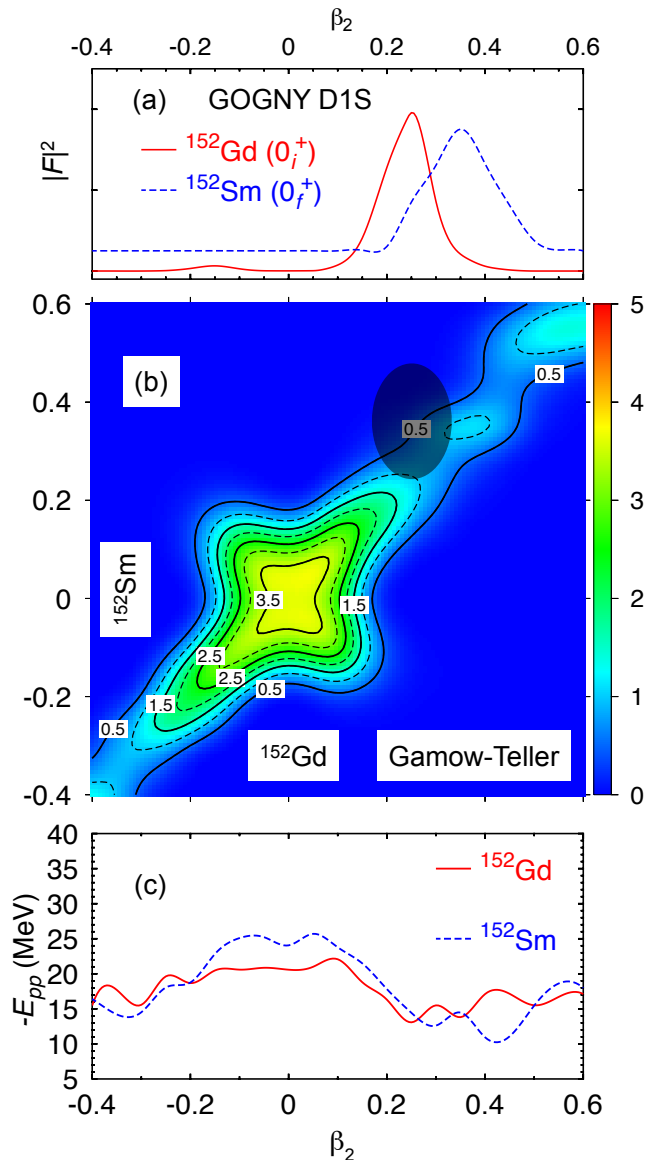 β₂
-0.4 -0.2 0 0.2 0.4 0.6
(a) GOGNY D1S
|F|²
¹⁵²Gd (0ᵢ⁺)
¹⁵²Sm (0f⁺)
0.6
0.4
0.2
0
-0.2
-0.4
(b)
¹⁵²Sm
0.5
0.5
3.5
1.5
2.5
2.5
0.5
1.5
0.5
¹⁵²Gd
Gamow-Teller
5
4
3
2
1
0
40
35
30
25
20
15
10
5
(c)
-Epp (MeV)
¹⁵²Gd
¹⁵²Sm
-0.4 -0.2 0 0.2 0.4 0.6
β₂